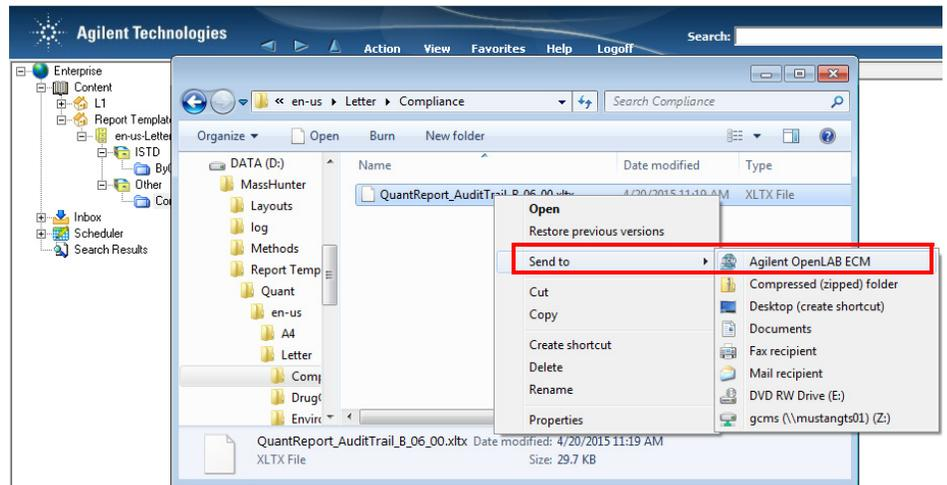 Agilent Technologies
Action View Favorites Help Logoff
Search:
Enterprise
Content
L1
Report Templat
en-us-Letter
ISTD
By
Other
Inbox
Scheduler
Search Results
« en-us ▸ Letter ▸ Compliance
Search Compliance
Organize Open Burn New folder
DATA (D:)
MassHunter
Layouts
log
Methods
Report Temp
Quant
en-us
A4
Letter
Comp
Drug
Enviro
Name Date modified Type
QuantReport_AuditTrail_B_06_00.xltx 4/20/2015 11:19 AM XLTX File
Open
Restore previous versions
Send to
Cut
Copy
Create shortcut
Delete
Rename
Properties
Agilent OpenLAB ECM
Compressed (zipped) folder
Desktop (create shortcut)
Documents
Fax recipient
Mail recipient
DVD RW Drive (E:)
gcms (\\mustangts01) (Z:)
QuantReport_AuditTrail_B_06_00.xltx Date modified: 4/20/2015 11:19 AM
XLTX File Size: 29.7 KB